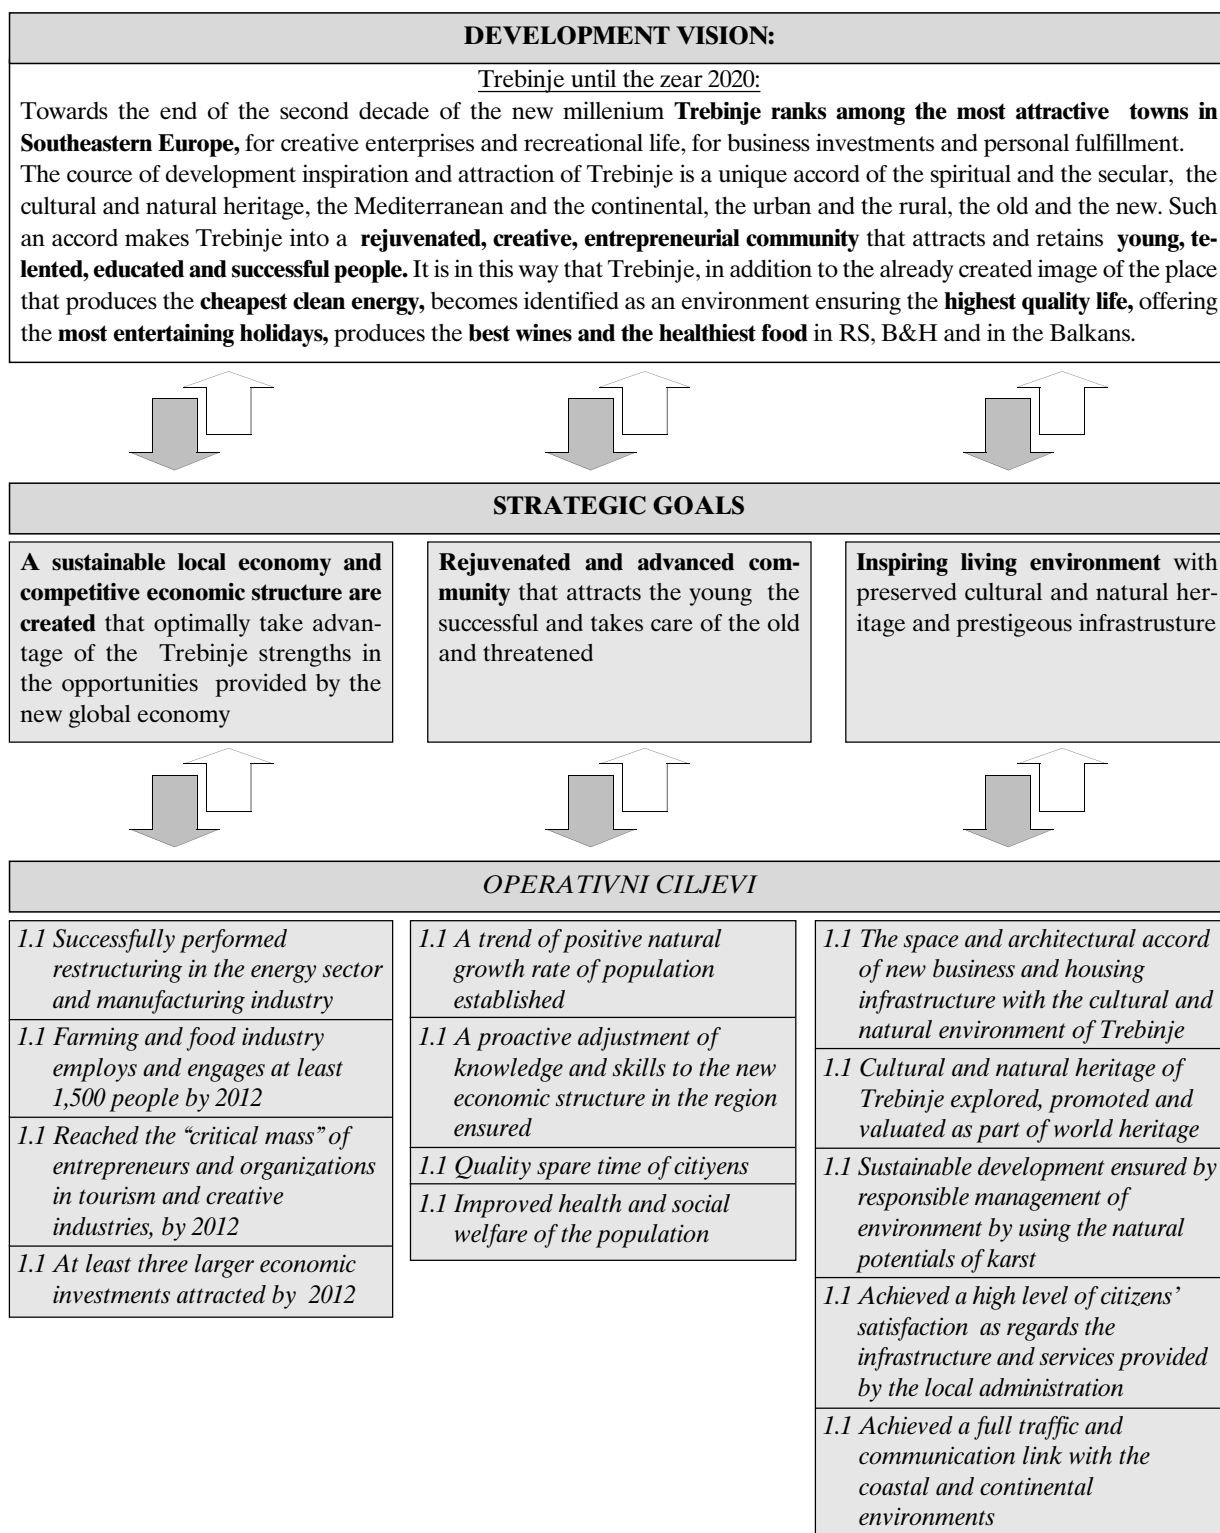 DEVELOPMENT VISION:
Trebinje until the zear 2020:
Towards the end of the second decade of the new millenium Trebinje ranks among the most attractive towns in
Southeastern Europe, for creative enterprises and recreational life, for business investments and personal fulfillment.
The cource of development inspiration and attraction of Trebinje is a unique accord of the spiritual and the secular, the
cultural and natural heritage, the Mediterranean and the continental, the urban and the rural, the old and the new. Such
an accord makes Trebinje into a rejuvenated, creative, entrepreneurial community that attracts and retains young, te-
lented, educated and successful people. It is in this way that Trebinje, in addition to the already created image of the place
that produces the cheapest clean energy, becomes identified as an environment ensuring the highest quality life, offering
the most entertaining holidays, produces the best wines and the healthiest food in RS, B&H and in the Balkans.
STRATEGIC GOALS
A sustainable local economy and
competitive economic structure are
created that optimally take advan-
tage of the Trebinje strengths in
the opportunities provided by the
new global economy
Rejuvenated and advanced com-
munity that attracts the young the
successful and takes care of the old
and threatened
Inspiring living environment with
preserved cultural and natural her-
itage and prestigeous infrastrusture
OPERATIVNI CILJEVI
1.1 Successfully performed
restructuring in the energy sector
and manufacturing industry
1.1 Farming and food industry
employs and engages at least
1,500 people by 2012
1.1 Reached the “critical mass” of
entrepreneurs and organizations
in tourism and creative
industries, by 2012
1.1 At least three larger economic
investments attracted by 2012
1.1 A trend of positive natural
growth rate of population
established
1.1 A proactive adjustment of
knowledge and skills to the new
economic structure in the region
ensured
1.1 Quality spare time of citiyens
1.1 Improved health and social
welfare of the population
1.1 The space and architectural accord
of new business and housing
infrastructure with the cultural and
natural environment of Trebinje
1.1 Cultural and natural heritage of
Trebinje explored, promoted and
valuated as part of world heritage
1.1 Sustainable development ensured by
responsible management of
environment by using the natural
potentials of karst
1.1 Achieved a high level of citizens’
satisfaction as regards the
infrastructure and services provided
by the local administration
1.1 Achieved a full traffic and
communication link with the
coastal and continental
environments